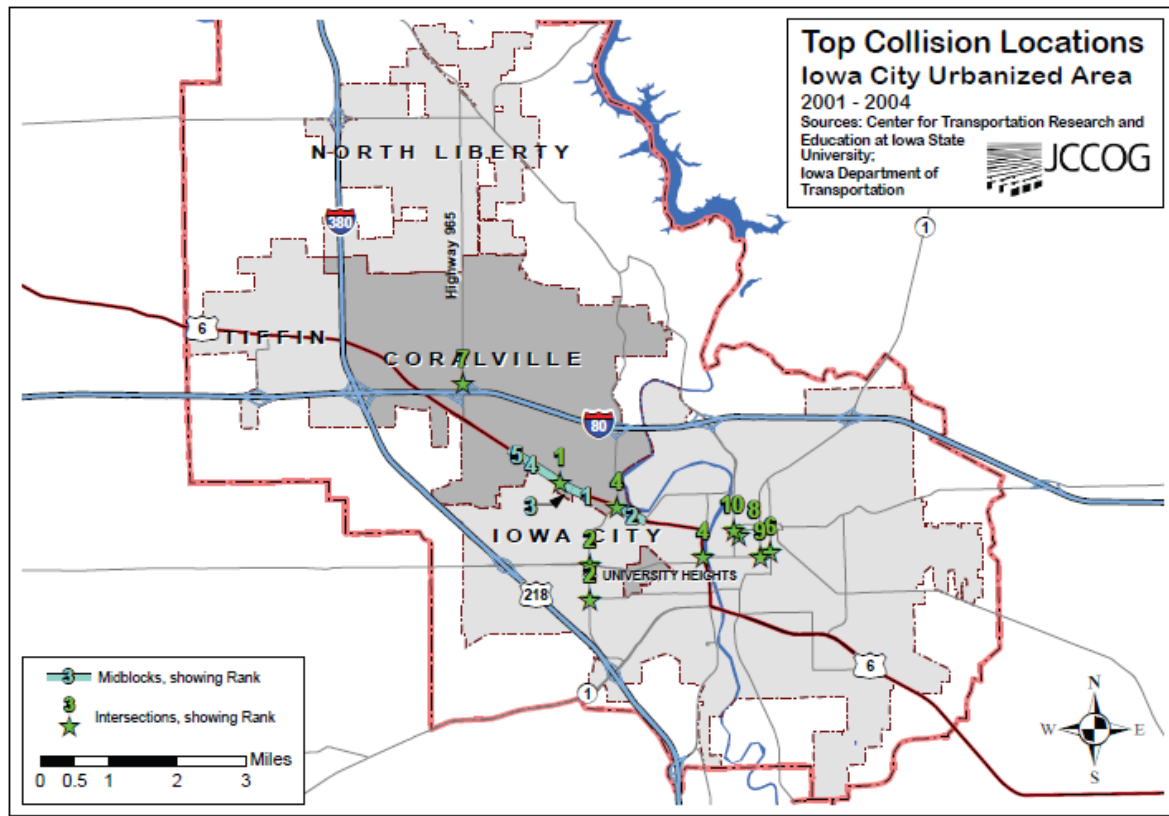 Top Collision Locations
Iowa City Urbanized Area
2001 - 2004
Sources: Center for Transportation Research and
Education at Iowa State
University;
Iowa Department of
Transportation
JCCOG
NORTH LIBERTY
380
Highway 965
1
6
TIFFIN
CORALVILLE
7
80
5
4
1
3
1
4
2
IOWA CITY
10
8
9
6
4
2
UNIVERSITY HEIGHTS
2
218
6
1
3
Midblocks, showing Rank
3
Intersections, showing Rank
Miles
0 0.5 1 2 3
N
W
E
S